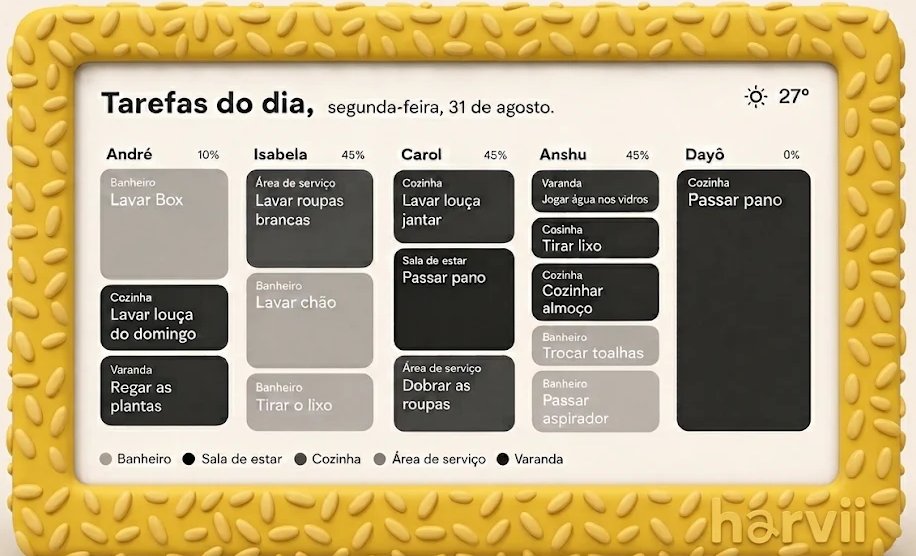 Tarefas do dia, segunda-feira, 31 de agosto.
27°
André 10%
Banheiro
Lavar Box
Cozinha
Lavar louça
do domingo
Varanda
Regar as
plantas
Isabela 45%
Área de serviço
Lavar roupas
brancas
Banheiro
Lavar chão
Banheiro
Tirar o lixo
Carol 45%
Cozinha
Lavar louça
jantar
Sala de estar
Passar pano
Área de serviço
Dobrar as
roupas
Anshu 45%
Varanda
Jogar água nos vidros
Cosinha
Tirar lixo
Cozinha
Cozinhar
almoço
Banheiro
Trocar toalhas
Banheiro
Passar
aspirador
Dayô 0%
Cozinha
Passar pano
Banheiro Sala de estar Cozinha Área de serviço Varanda
harvii